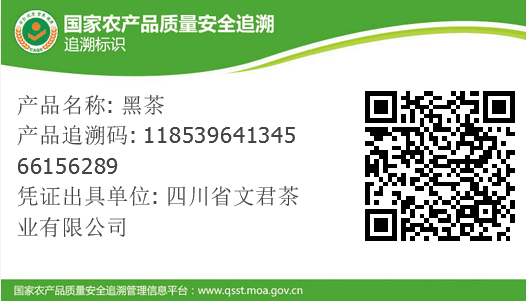 国家农产品质量安全追溯
追溯标识
产品名称: 黑茶
产品追溯码: 118539641345
66156289
凭证出具单位: 四川省文君茶
业有限公司
国家农产品质量安全追溯管理信息平台：www.qsst.moa.gov.cn